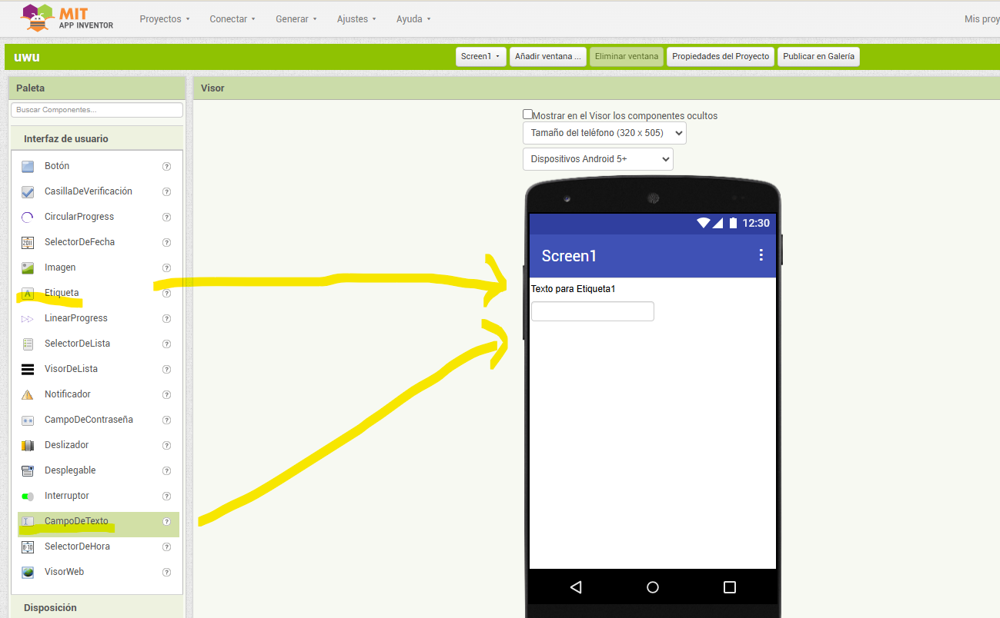 MIT
APP INVENTOR
Proyectos
Conectar
Generar
Ajustes
Ayuda
Mis proy
uwu
Screen1
Añadir ventana ...
Eliminar ventana
Propiedades del Proyecto
Publicar en Galería
Paleta
Visor
Buscar Componentes...
Mostrar en el Visor los componentes ocultos
Tamaño del teléfono (320 x 505)
Dispositivos Android 5+
Interfaz de usuario
Botón ?
CasillaDeVerificación ?
CircularProgress ?
2011 SelectorDeFecha ?
Imagen ?
A Etiqueta ?
LinearProgress ?
SelectorDeLista ?
VisorDeLista ?
Notificador ?
CampoDeContraseña ?
Deslizador ?
Desplegable ?
Interruptor ?
CampoDeTexto ?
8:10 SelectorDeHora ?
VisorWeb ?
Disposición
12:30
Screen1
Texto para Etiqueta1